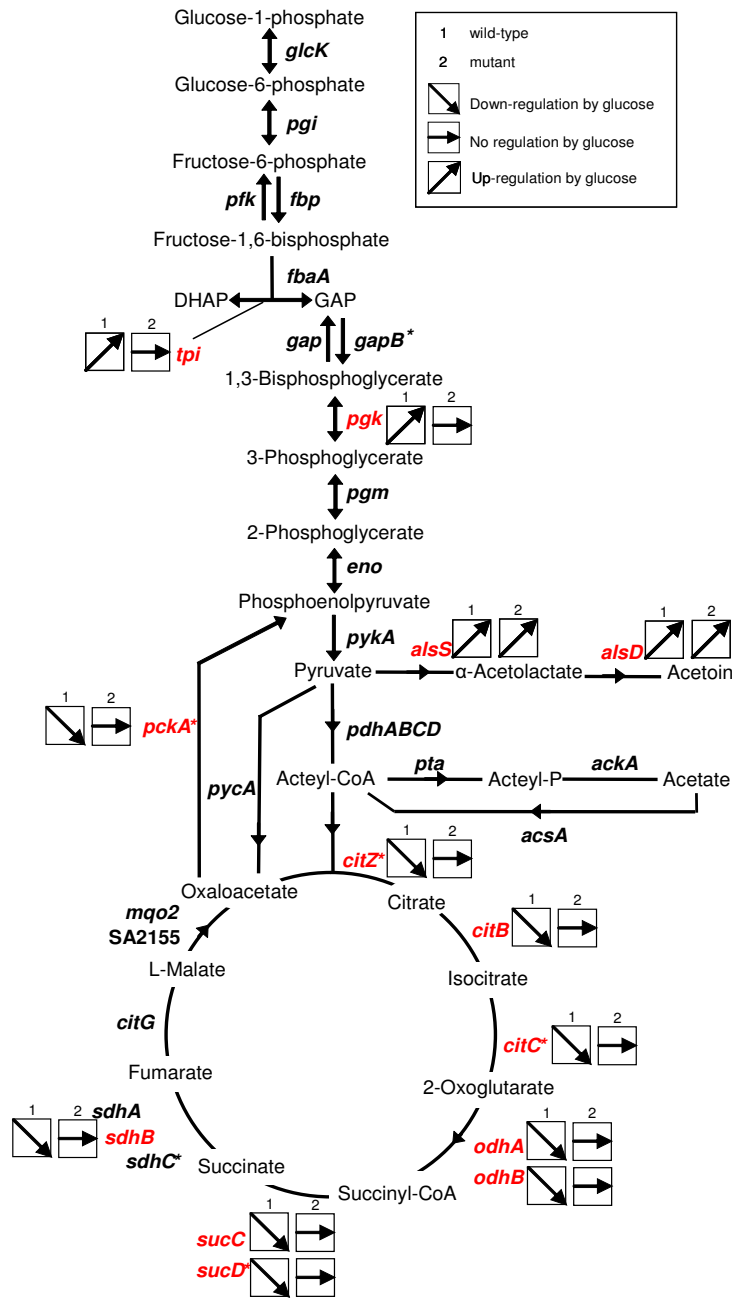 Glucose-1-phosphate
glcK
Glucose-6-phosphate
pgi
Fructose-6-phosphate
pfk fbp
Fructose-1,6-bisphosphate
fbaA
DHAP GAP
1 2
tpi
gap gapB*
1,3-Bisphosphoglycerate
pgk 1 2
3-Phosphoglycerate
pgm
2-Phosphoglycerate
eno
Phosphoenolpyruvate
pykA
1 2 1 2
alsS alsD
Pyruvate α-Acetolactate Acetoin
1 2
pckA*
pdhABCD
pta ackA
Acteyl-CoA Acteyl-P Acetate
pycA
acsA
1 2
citZ*
Oxaloacetate Citrate
mqo2
SA2155
1 2
citB
L-Malate Isocitrate
citG
1 2
citC*
Fumarate 2-Oxoglutarate
1 2 sdhA
sdhB
sdhC*
1 2
odhA
odhB
Succinate Succinyl-CoA
1 2
sucC
sucD*
1 wild-type
2 mutant
Down-regulation by glucose
No regulation by glucose
Up-regulation by glucose